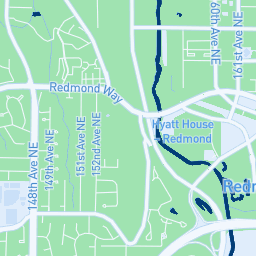 160th Ave NE
161st Ave NE
Redmond Way
Hyatt House
Redmond
148th Ave NE
149th Ave NE
151st Ave NE
152nd Ave NE
Redm